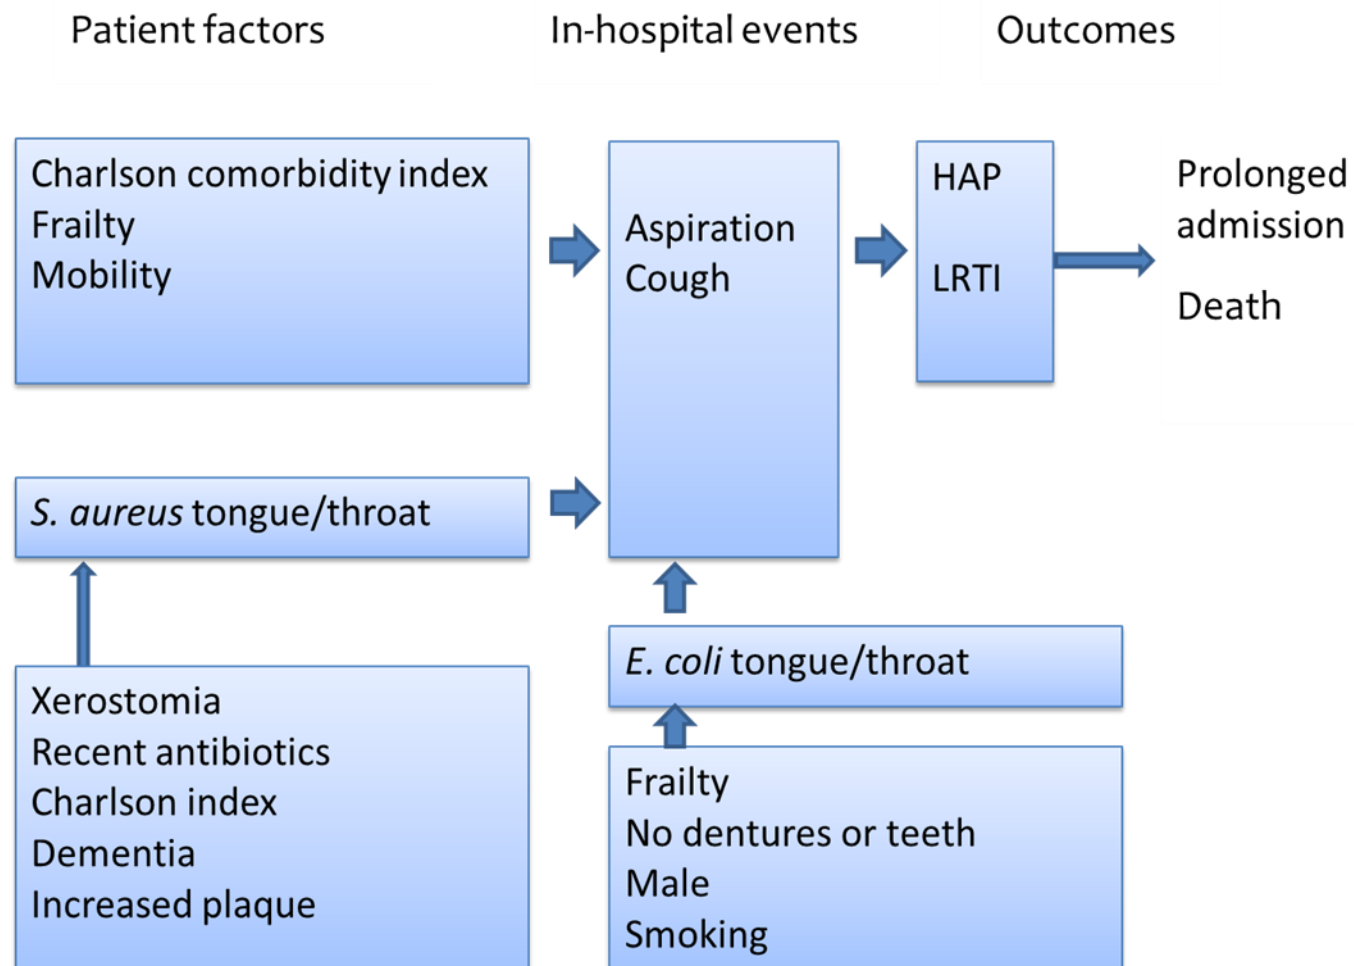 Patient factors
In-hospital events
Outcomes
Charlson comorbidity index
Frailty
Mobility
Aspiration
Cough
HAP
LRTI
Prolonged
admission
Death
S. aureus tongue/throat
E. coli tongue/throat
Xerostomia
Recent antibiotics
Charlson index
Dementia
Increased plaque
Frailty
No dentures or teeth
Male
Smoking